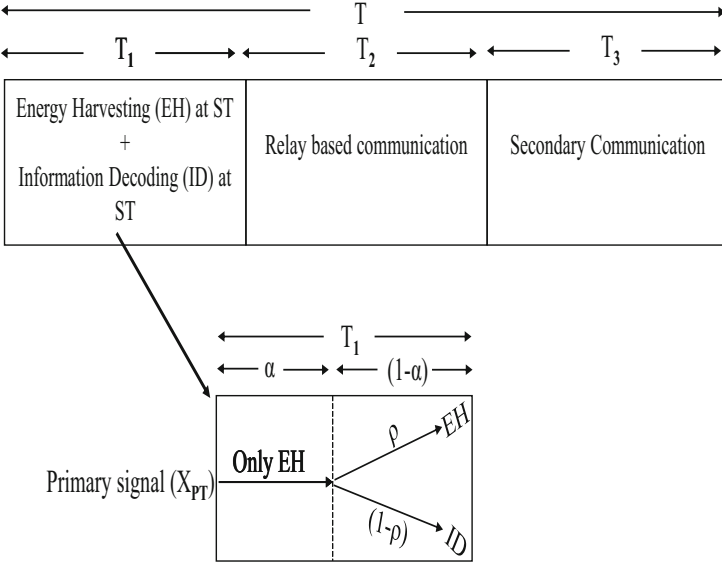 T
T1 T2 T3
Energy Harvesting (EH) at ST
+
Information Decoding (ID) at
ST
Relay based communication
Secondary Communication
T1
α (1-α)
Primary signal (XPT)
Only EH
ρ
EH
(1-ρ)
ID